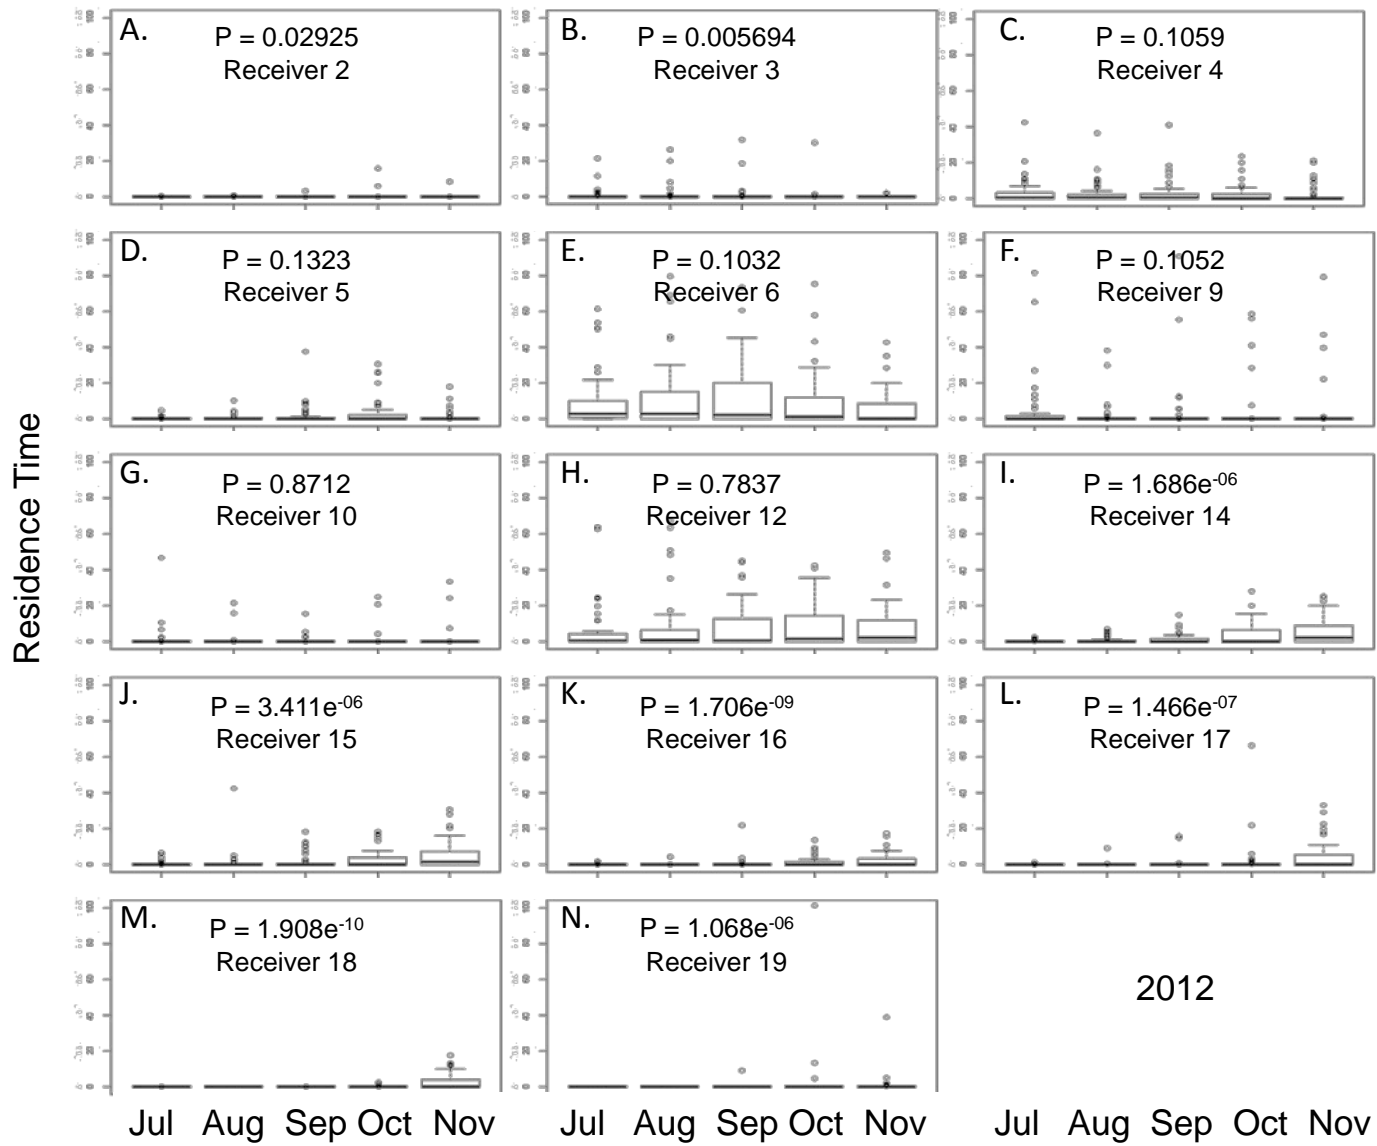 A.
P = 0.02925
Receiver 2
B.
P = 0.005694
Receiver 3
C.
P = 0.1059
Receiver 4
D.
P = 0.1323
Receiver 5
E.
P = 0.1032
Receiver 6
F.
P = 0.1052
Receiver 9
G.
P = 0.8712
Receiver 10
H.
P = 0.7837
Receiver 12
I.
P = 1.686e-06
Receiver 14
J.
P = 3.411e-06
Receiver 15
K.
P = 1.706e-09
Receiver 16
L.
P = 1.466e-07
Receiver 17
M.
P = 1.908e-10
Receiver 18
N.
P = 1.068e-06
Receiver 19
2012
Residence Time
Jul Aug Sep Oct Nov
Jul Aug Sep Oct Nov
Jul Aug Sep Oct Nov